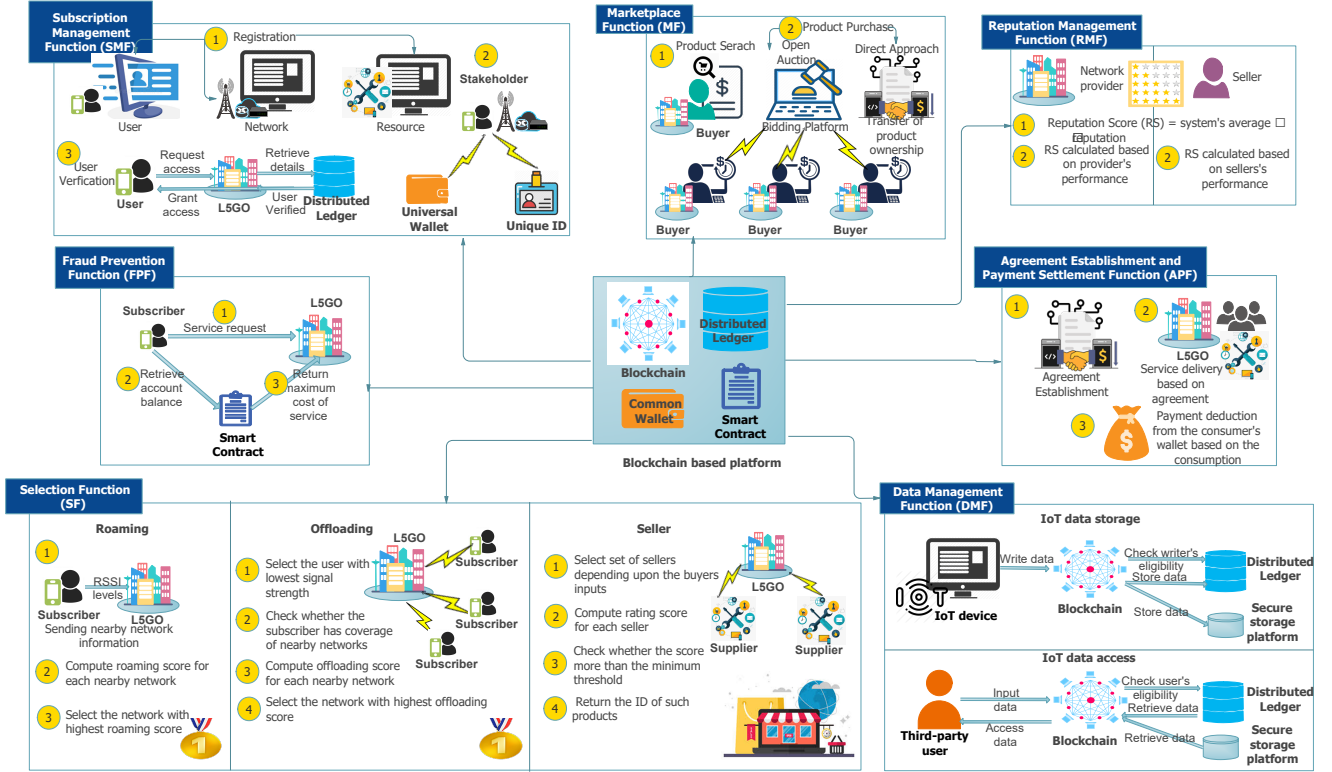 Subscription
Management
Function (SMF)
1
Registration
User
Network
Resource
2
Stakeholder
3
User
Verfication
User
Request
access
Grant
access
L5GO
Retrieve
details
User
Verified
Distributed
Ledger
Universal
Wallet
Unique ID
Marketplace
Function (MF)
1
Product Serach
Buyer
2
Product Purchase
Open
Auction
Bidding Platform
Direct Approach
Transfer of
product
ownership
Buyer
Buyer
Buyer
Reputation Management
Function (RMF)
Network
provider
Seller
1
Reputation Score (RS) = system's average ☐
reputation
2
RS calculated based
on provider's
performance
2
RS calculated based
on sellers's
performance
Fraud Prevention
Function (FPF)
Subscriber
1
Service request
L5GO
2
Retrieve
account
balance
3
Return
maximum
cost of
service
Smart
Contract
Blockchain
Distributed
Ledger
Common
Wallet
Smart
Contract
Blockchain based platform
Agreement Establishment and
Payment Settlement Function (APF)
1
Agreement
Establishment
2
L5GO
Service delivery
based on
agreement
3
Payment deduction
from the consumer's
wallet based on the
consumption
Selection Function
(SF)
Roaming
1
Subscriber
RSSI
levels
L5GO
Sending nearby network
information
2
Compute roaming score for
each nearby network
3
Select the network with
highest roaming score
1
Offloading
L5GO
Subscriber
Subscriber
Subscriber
1
Select the user with
lowest signal
strength
2
Check whether the
subscriber has coverage
of nearby networks
3
Compute offloading score
for each nearby network
4
Select the network with highest offloading
score
1
Seller
1
Select set of sellers
depending upon the buyers
inputs
2
Compute rating score
for each seller
3
Check whether the score
more than the minimum
threshold
4
Return the ID of such
products
L5GO
Supplier
Supplier
Data Management
Function (DMF)
IoT data storage
IOT
IoT device
Write data
Blockchain
Check writer's
eligibility
Store data
Store data
Distributed
Ledger
Secure
storage
platform
IoT data access
Third-party
user
Input
data
Access
data
Blockchain
Check user's
eligibility
Retrieve data
Retrieve data
Distributed
Ledger
Secure
storage
platform